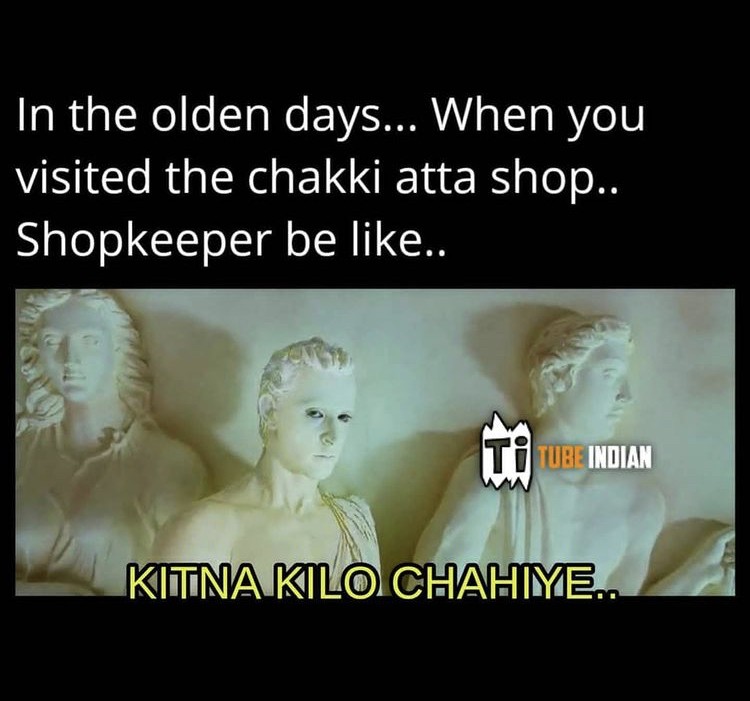 In the olden days... When you
visited the chakki atta shop..
Shopkeeper be like..
Ti TUBE INDIAN
KITNA KILO CHAHIYE..